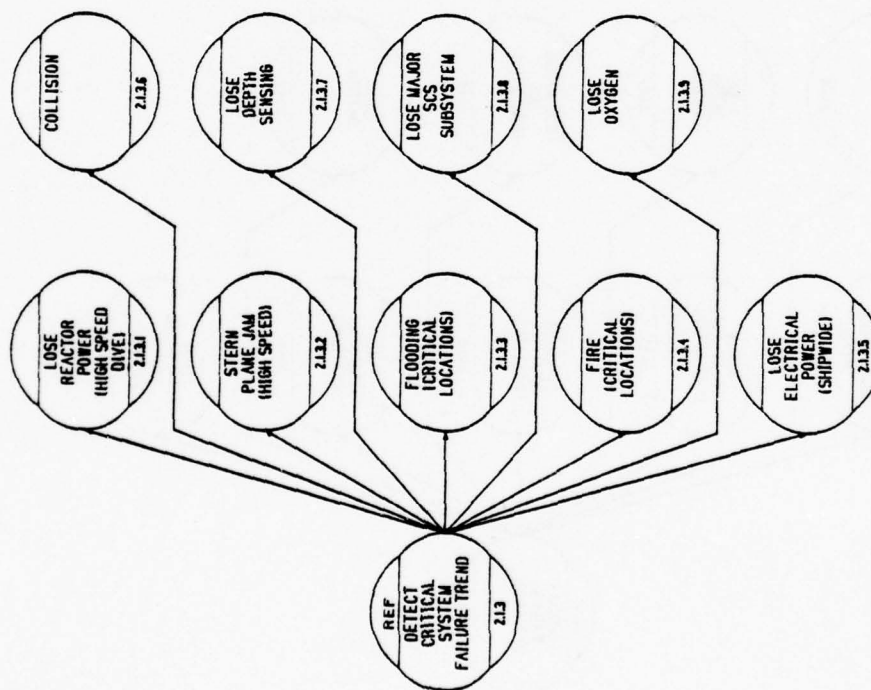 REF
DETECT
CRITICAL
SYSTEM
FAILURE TREND
2.1.3
LOSE
REACTOR
POWER
(HIGH SPEED
DIVE)
2.1.3.1
STERN
PLANE JAM
(HIGH SPEED)
2.1.3.2
FLOODING
(CRITICAL
LOCATIONS)
2.1.3.3
FIRE
(CRITICAL
LOCATIONS)
2.1.3.4
LOSE
ELECTRICAL
POWER
(SHIPWIDE)
2.1.3.5
COLLISION
2.1.3.6
LOSE
DEPTH
SENSING
2.1.3.7
LOSE MAJOR
SCS
SUBSYSTEM
2.1.3.8
LOSE
OXYGEN
2.1.3.9